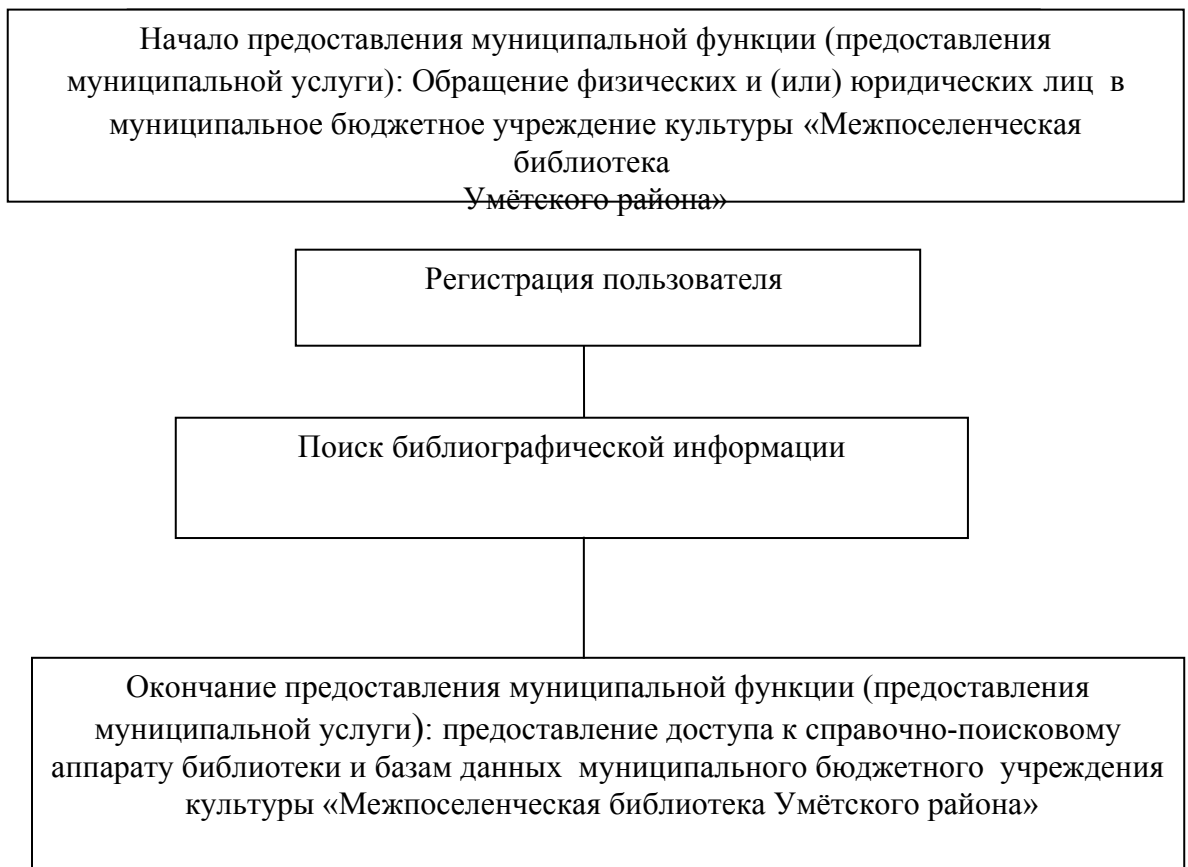 Начало предоставления муниципальной функции (предоставления
муниципальной услуги): Обращение физических и (или) юридических лиц в
муниципальное бюджетное учреждение культуры «Межпоселенческая
библиотека
Умётского района»
Регистрация пользователя
Поиск библиографической информации
Окончание предоставления муниципальной функции (предоставления
муниципальной услуги): предоставление доступа к справочно-поисковому
аппарату библиотеки и базам данных муниципального бюджетного учреждения
культуры «Межпоселенческая библиотека Умётского района»